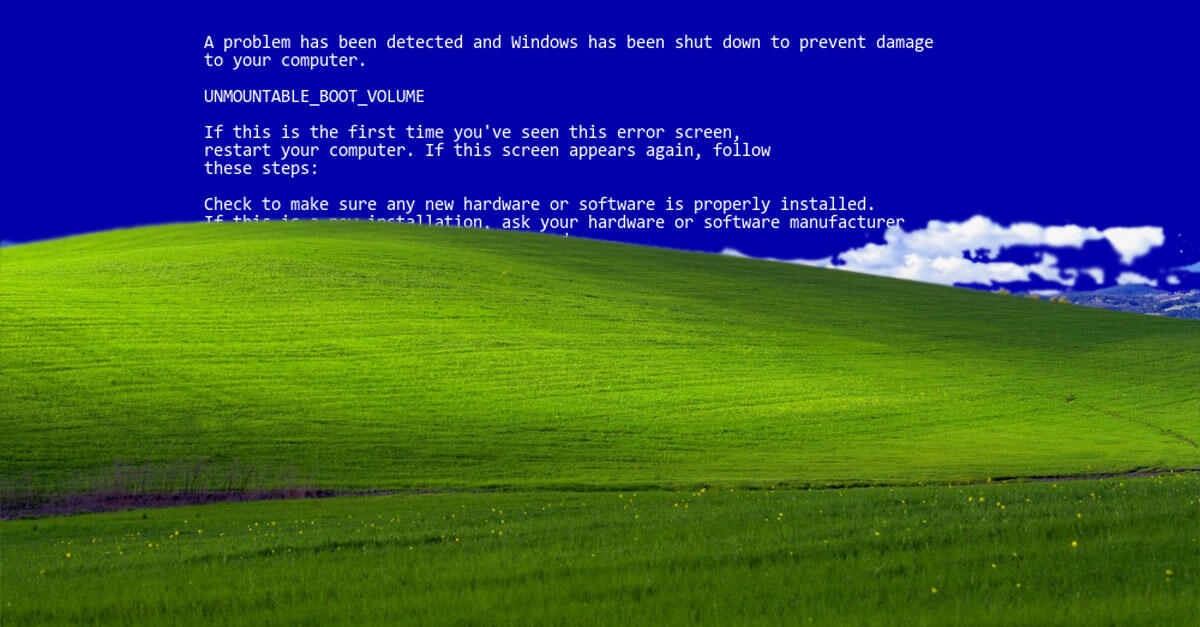 A problem has been detected and Windows has been shut down to prevent damage
to your computer.
UNMOUNTABLE_BOOT_VOLUME
If this is the first time you've seen this error screen,
restart your computer. If this screen appears again, follow
these steps:
Check to make sure any new hardware or software is properly installed.
If this is a new installation, ask your hardware or software manufacturer